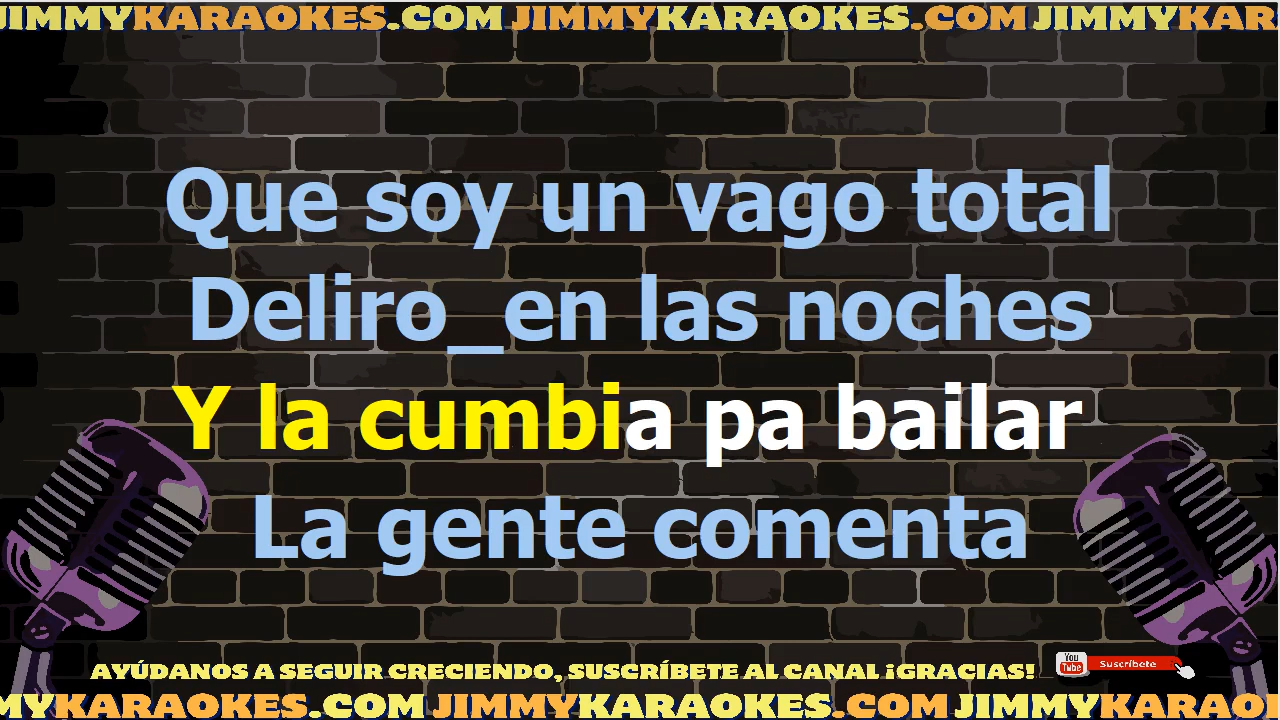 JIMMYKARAOKES.COM JIMMYKARAOKES.COM JIMMYKAR
Que soy un vago total
Deliro_en las noches
Y la cumbia pa bailar
La gente comenta
AYÚDANOS A SEGUIR CRECIENDO, SUSCRÍBETE AL CANAL ¡GRACIAS!
You Tube Suscríbete
MYKARAOKES.COM JIMMYKARAOKES.COM JIMMYKARAOK